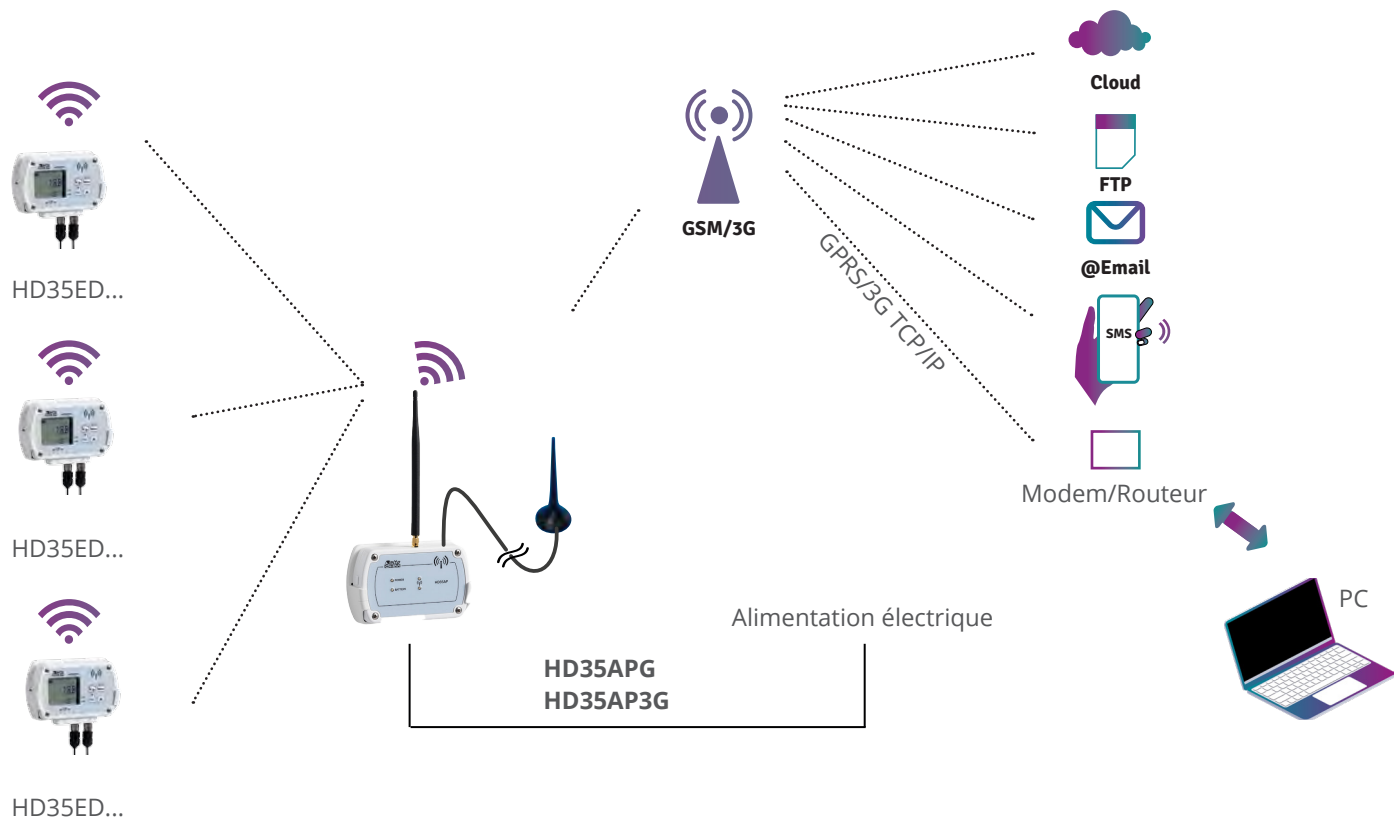 Cloud
FTP
@Email
SMS
Modem/Routeur
PC
GSM/3G
GPRS/3G TCP/IP
HD35ED...
HD35ED...
HD35ED...
HD35AP
Alimentation électrique
HD35APG
HD35AP3G